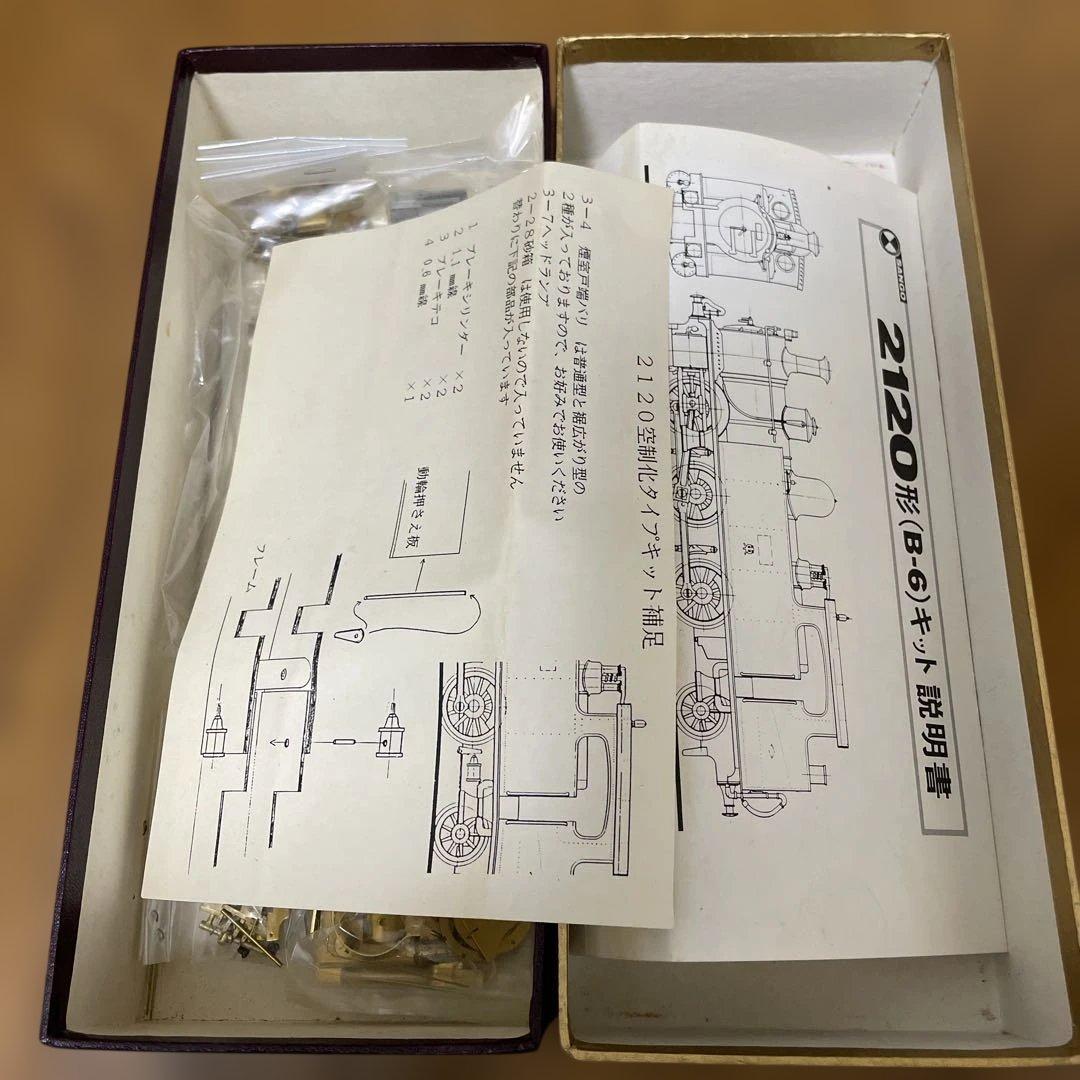 SANGO
2120形(B-6)キット 説明書
2120空制化タイプキット補足
3-4 煙室戸端バリ は普通型と裾広がり型の
2種が入っておりますので、お好みでお使いください
3-7ヘッドランプ
2-28砂箱 は使用しないので入っていません
替わりに下記の部品が入っています
1 ブレーキシリンダー ×2
2 1.1㎜線 ×2
3 ブレーキテコ ×2
4 0.6㎜線 ×1
動輪押さえ板
フレーム